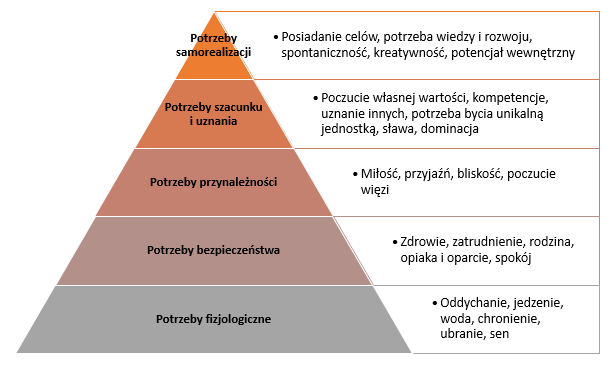 Potrzeby
samorealizacji
• Posiadanie celów, potrzeba wiedzy i rozwoju,
spontaniczność, kreatywność, potencjał wewnętrzny
Potrzeby szacunku
i uznania
• Poczucie własnej wartości, kompetencje,
uznanie innych, potrzeba bycia unikalną
jednostką, sława, dominacja
Potrzeby przynależności
• Miłość, przyjaźń, bliskość, poczucie
więzi
Potrzeby bezpieczeństwa
• Zdrowie, zatrudnienie, rodzina,
opiaka i oparcie, spokój
Potrzeby fizjologiczne
• Oddychanie, jedzenie,
woda, chronienie,
ubranie, sen